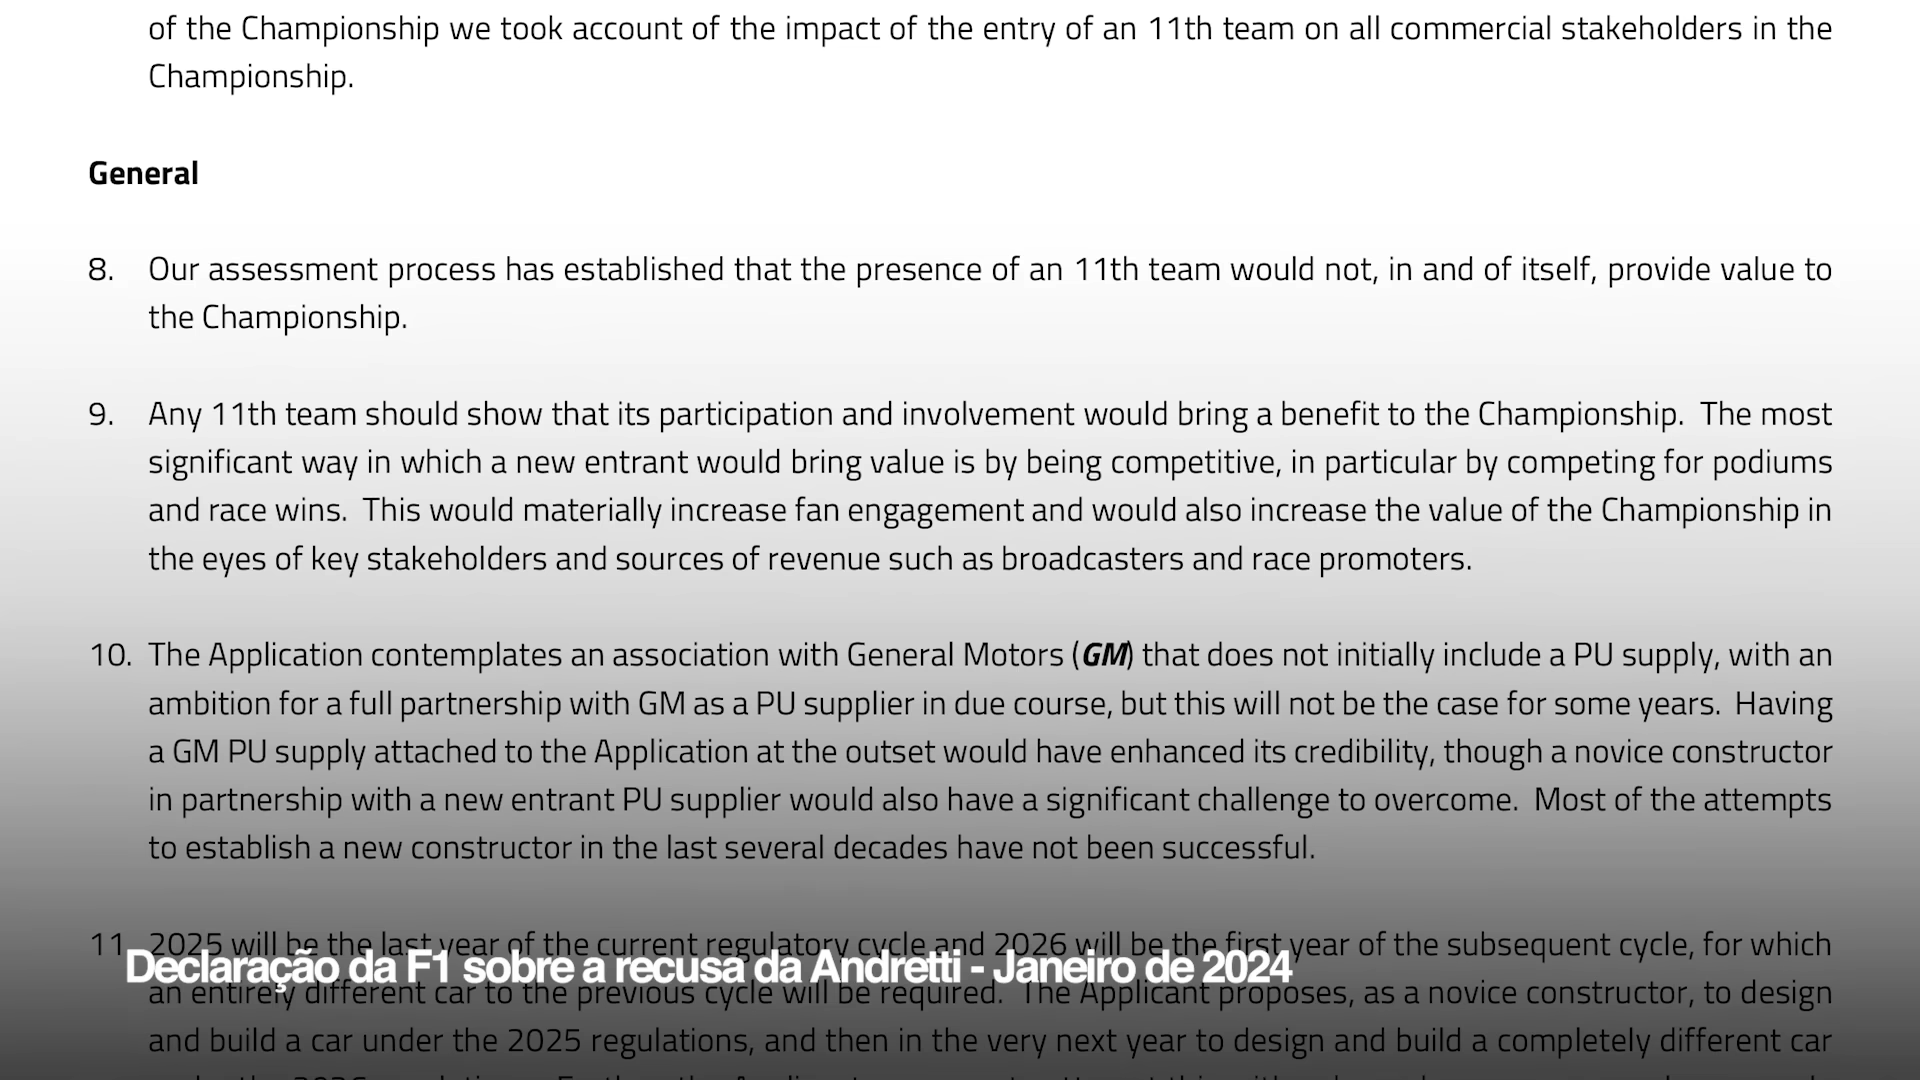 of the Championship we took account of the impact of the entry of an 11th team on all commercial stakeholders in the
Championship.
General
8. Our assessment process has established that the presence of an 11th team would not, in and of itself, provide value to
the Championship.
9. Any 11th team should show that its participation and involvement would bring a benefit to the Championship. The most
significant way in which a new entrant would bring value is by being competitive, in particular by competing for podiums
and race wins. This would materially increase fan engagement and would also increase the value of the Championship in
the eyes of key stakeholders and sources of revenue such as broadcasters and race promoters.
10. The Application contemplates an association with General Motors (GM) that does not initially include a PU supply, with an
ambition for a full partnership with GM as a PU supplier in due course, but this will not be the case for some years. Having
a GM PU supply attached to the Application at the outset would have enhanced its credibility, though a novice constructor
in partnership with a new entrant PU supplier would also have a significant challenge to overcome. Most of the attempts
to establish a new constructor in the last several decades have not been successful.
11. 2025 will be the last year of the current regulatory cycle and 2026 will be the first year of the subsequent cycle, for which
Declaração da F1 sobre a recusa da Andretti - Janeiro de 2024
an entirely different car to the previous cycle will be required. The Applicant proposes, as a novice constructor, to design
and build a car under the 2025 regulations, and then in the very next year to design and build a completely different car